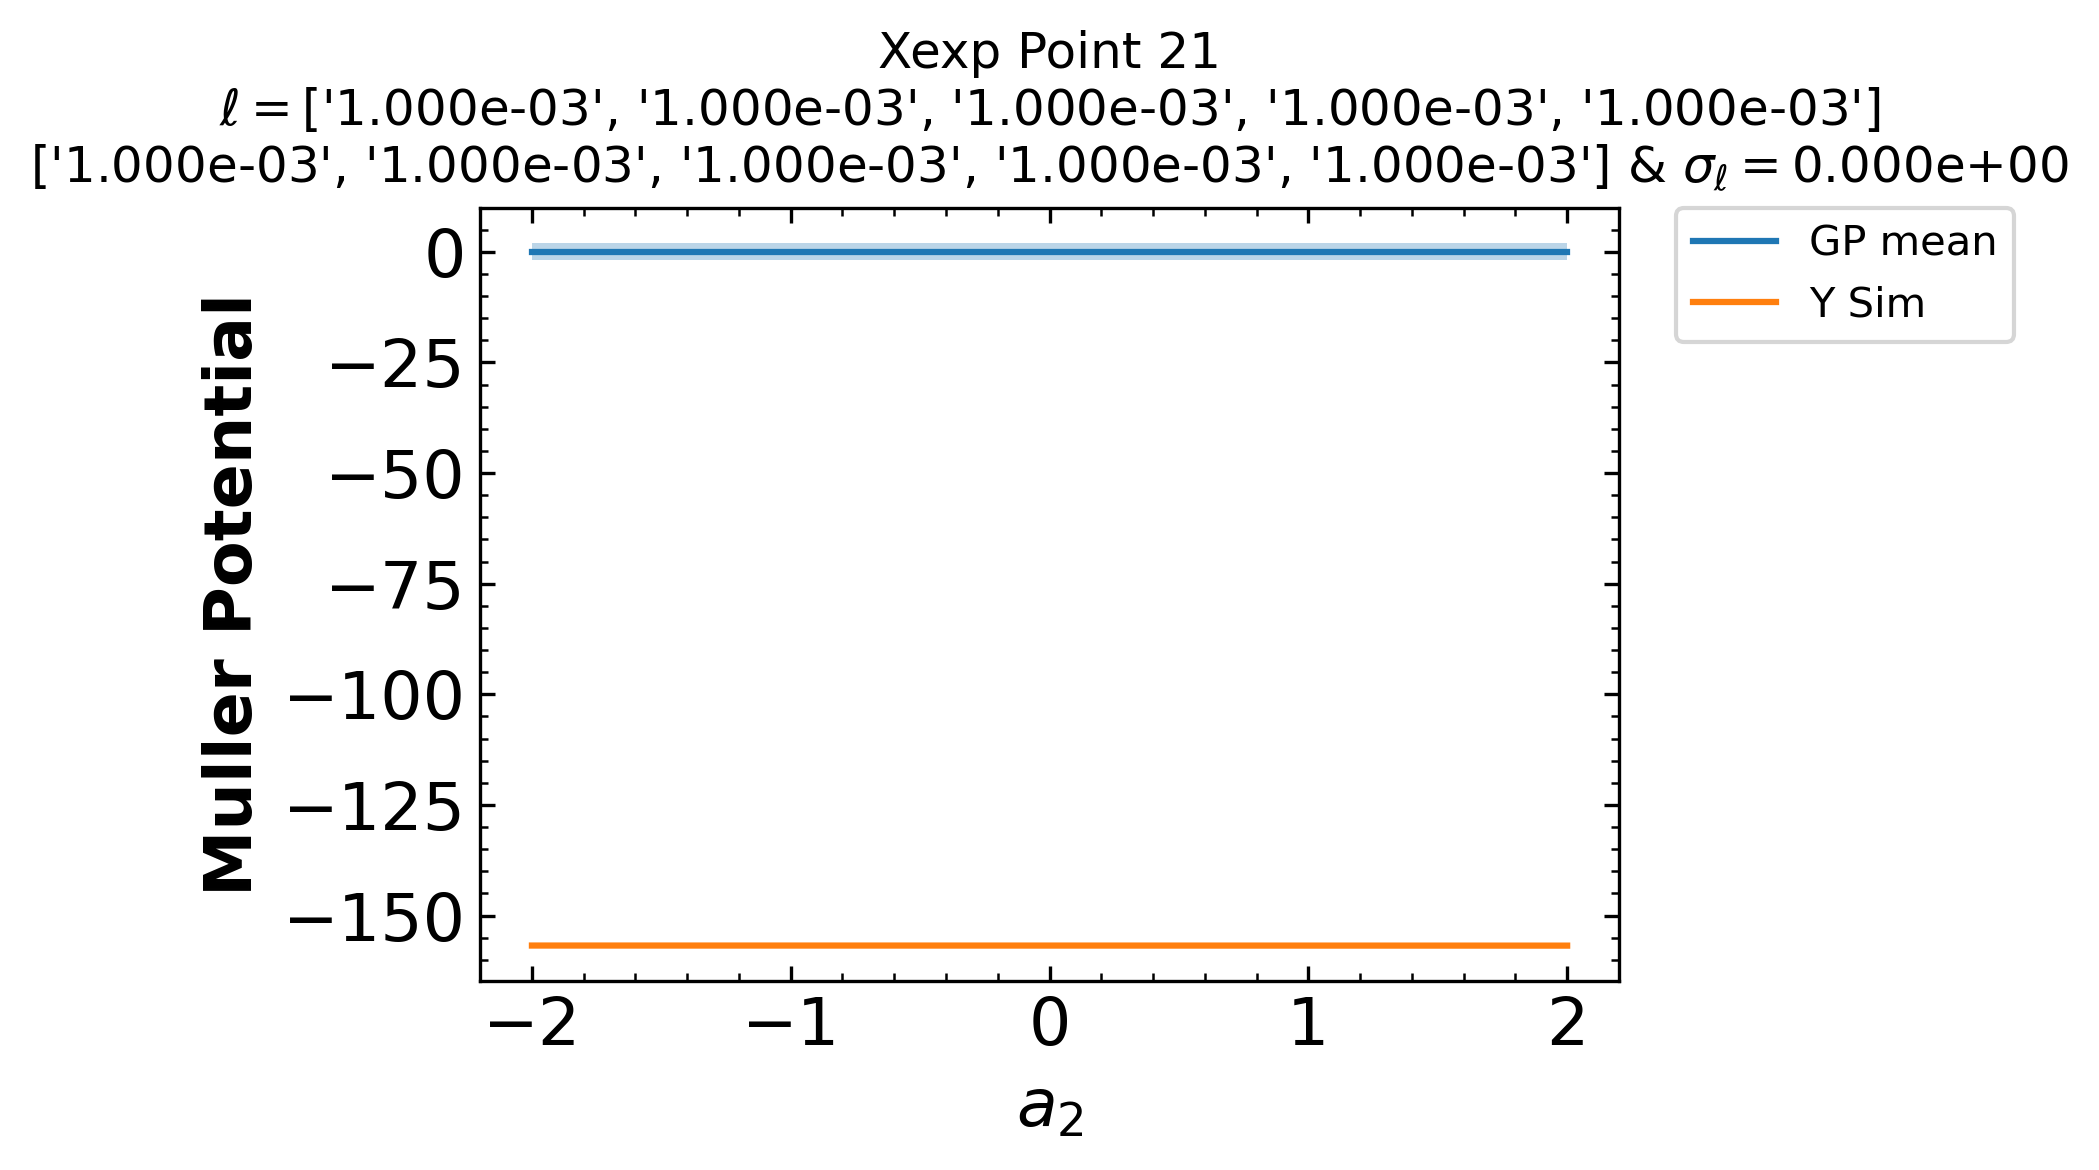 Xexp Point 21
ℓ = ['1.000e-03', '1.000e-03', '1.000e-03', '1.000e-03', '1.000e-03']
['1.000e-03', '1.000e-03', '1.000e-03', '1.000e-03', '1.000e-03'] & σ_ℓ = 0.000e+00
GP mean
Y Sim
Muller Potential
0
−25
−50
−75
−100
−125
−150
−2 −1 0 1 2
a₂